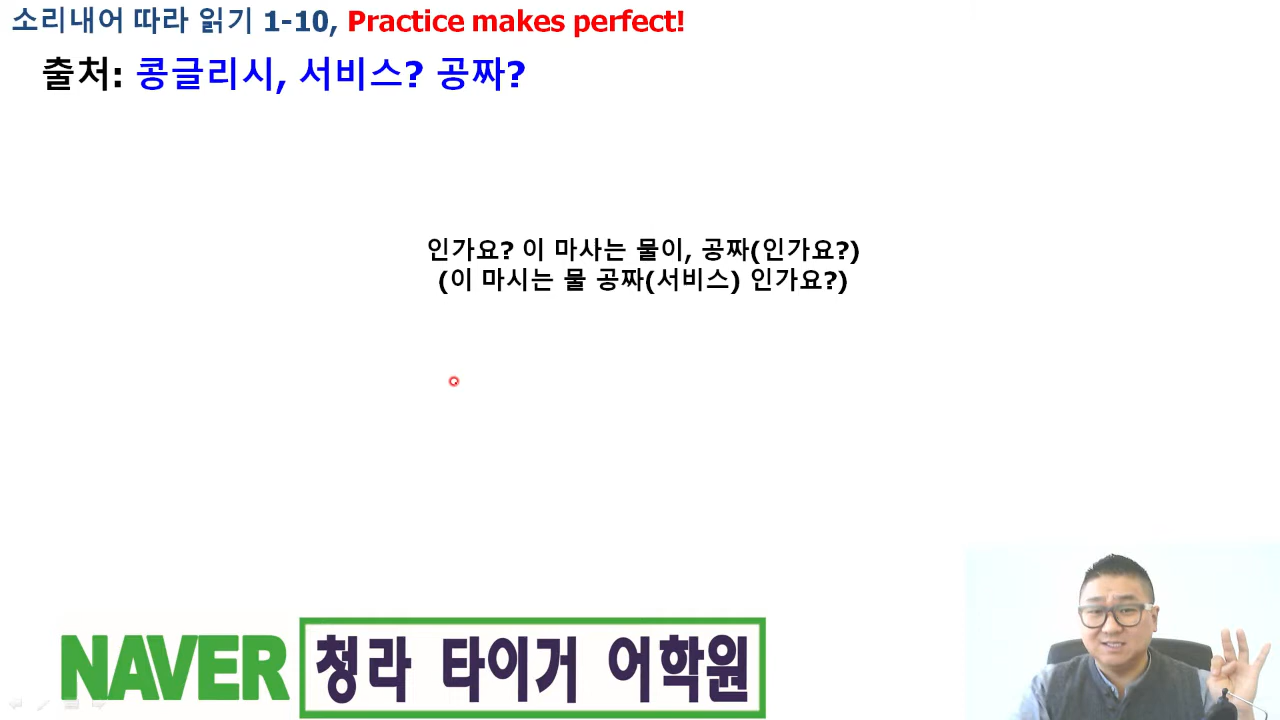 소리내어 따라 읽기 1-10, Practice makes perfect!
출처: 콩글리시, 서비스? 공짜?
인가요? 이 마사는 물이, 공짜(인가요?)
(이 마시는 물 공짜(서비스) 인가요?)
NAVER 청라 타이거 어학원